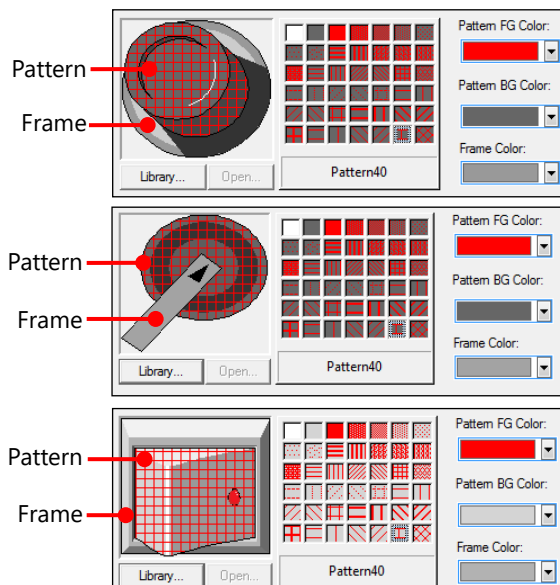 Pattern
Frame
Library...
Open...
Pattern40
Pattern FG Color:
Pattern BG Color:
Frame Color:
Pattern
Frame
Library...
Open...
Pattern40
Pattern FG Color:
Pattern BG Color:
Frame Color:
Pattern
Frame
Library...
Open...
Pattern40
Pattern FG Color:
Pattern BG Color:
Frame Color: